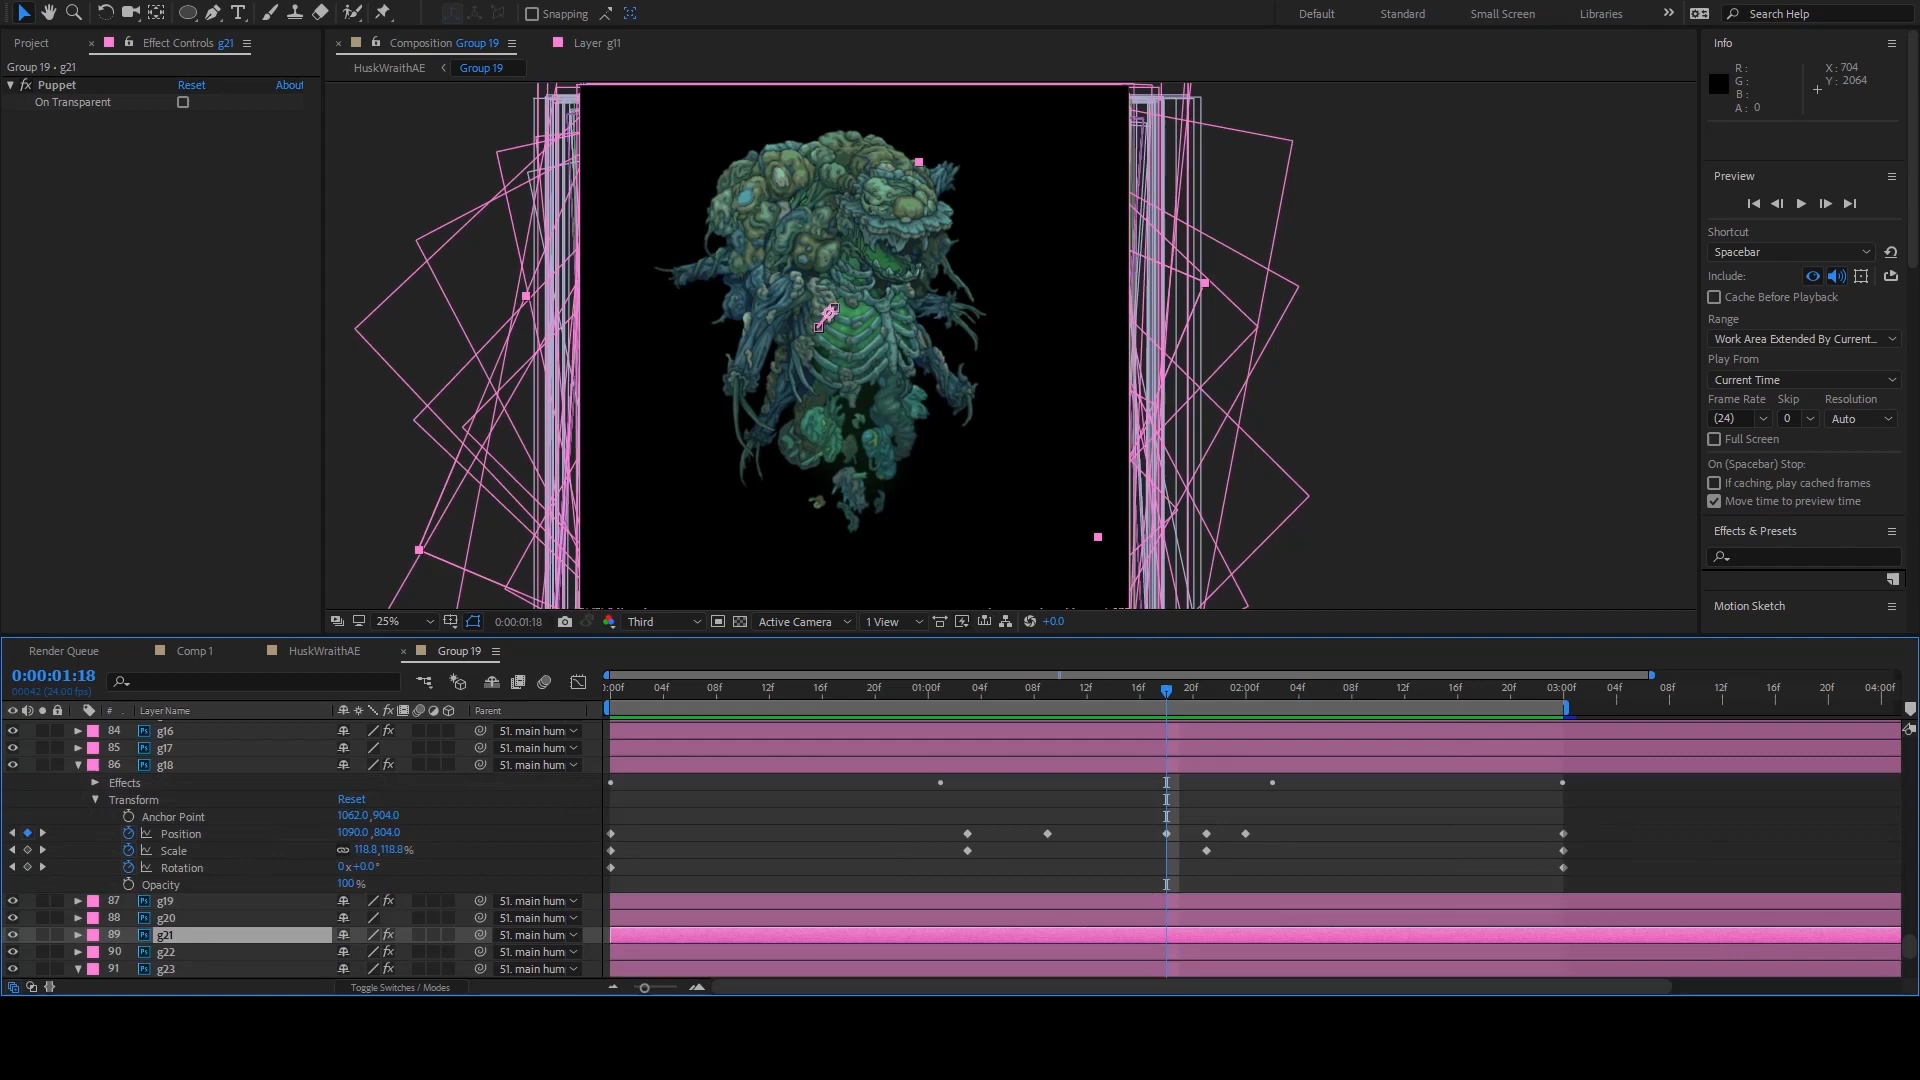 Snapping
Default
Standard
Small Screen
Libraries
Search Help
Project
Effect Controls g21
Composition Group 19
Layer g11
Info
Group 19 • g21
HuskWraithAE
Group 19
fx Puppet
Reset
About
On Transparent
R :
G :
B :
A : 0
X : 704
Y : 2064
Preview
Shortcut
Spacebar
Include:
Cache Before Playback
Range
Work Area Extended By Current...
Play From
Current Time
Frame Rate
Skip
Resolution
(24)
0
Auto
Full Screen
On (Spacebar) Stop:
If caching, play cached frames
Move time to preview time
Effects & Presets
Motion Sketch
25%
0:00:01:18
Third
Active Camera
1 View
+0.0
Render Queue
Comp 1
HuskWraithAE
Group 19
0:00:01:18
00042 (24.00 fps)
0:00f 04f 08f 12f 16f 20f 01:00f 04f 08f 12f 16f 20f 02:00f 04f 08f 12f 16f 20f 03:00f 04f 08f 12f 16f 20f 04:00f
# Layer Name fx Parent
84 g16 fx 51. main hum
85 g17 51. main hum
86 g18 fx 51. main hum
Effects
Transform Reset
Anchor Point 1062.0,904.0
Position 1090.0,804.0
Scale 118.8,118.8%
Rotation 0x+0.0°
Opacity 100%
87 g19 fx 51. main hum
88 g20 51. main hum
89 g21 fx 51. main hum
90 g22 fx 51. main hum
91 g23 fx 51. main hum
Toggle Switches / Modes